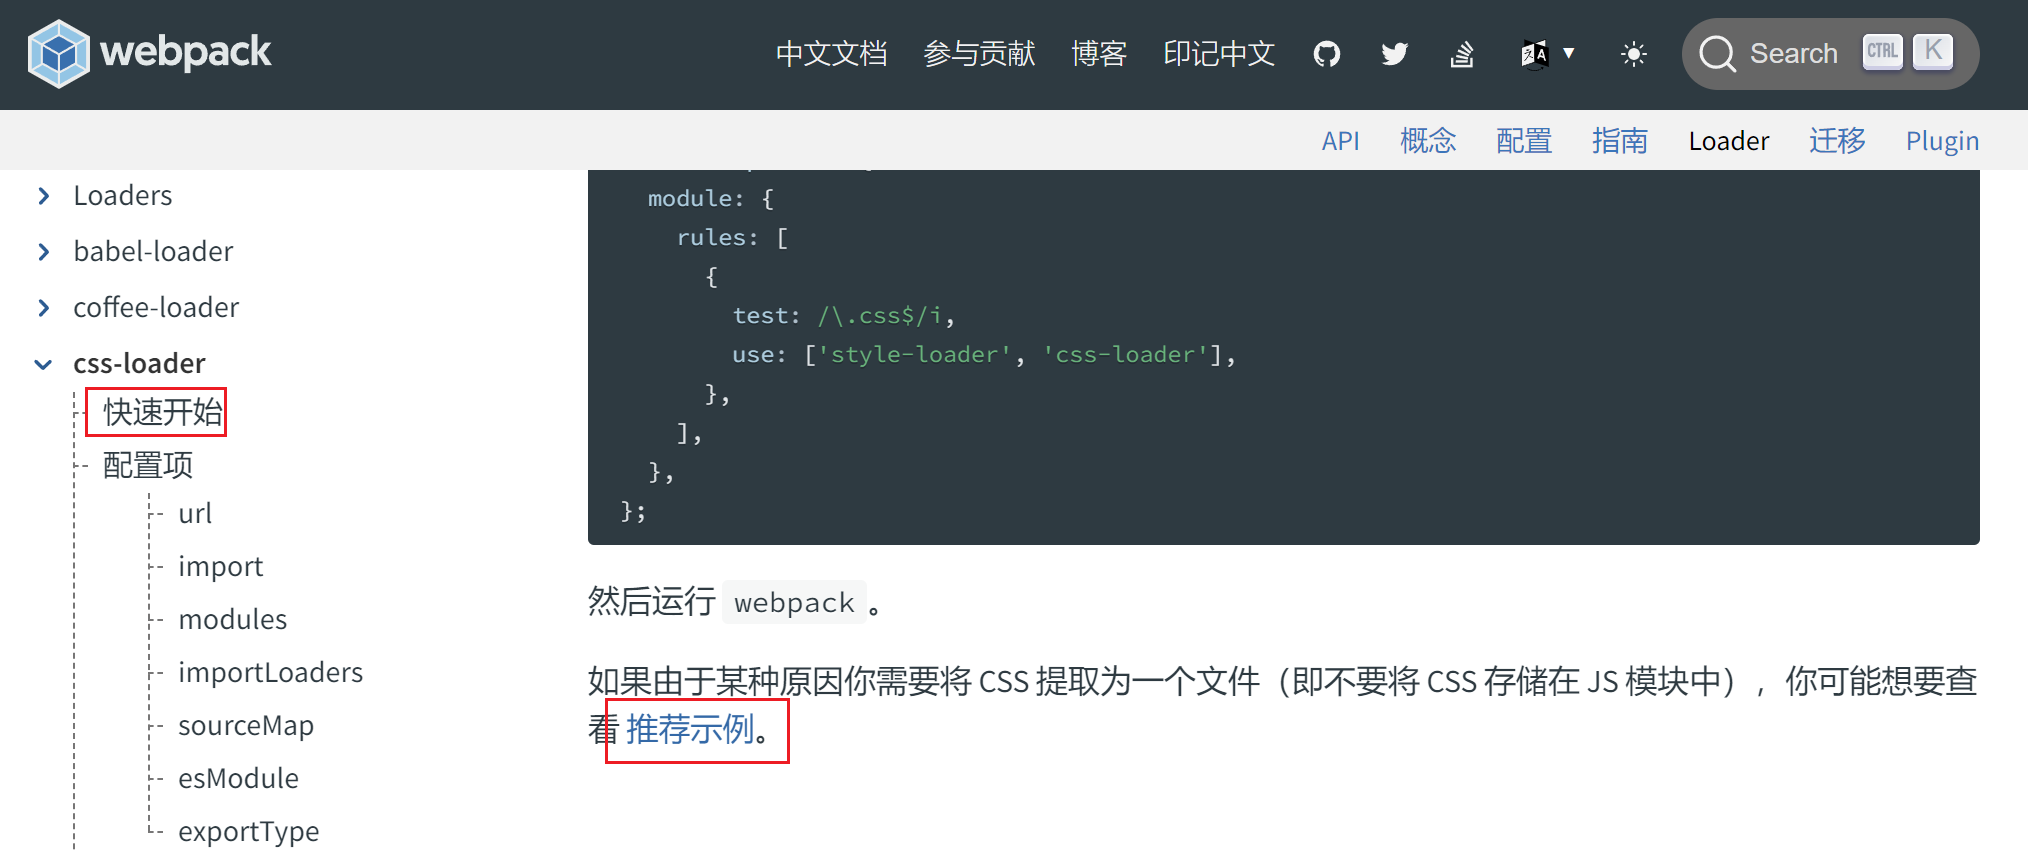 webpack
中文文档 参与贡献 博客 印记中文 Search CTRL K
API 概念 配置 指南 Loader 迁移 Plugin
Loaders
babel-loader
coffee-loader
css-loader
快速开始
配置项
url
import
modules
importLoaders
sourceMap
esModule
exportType
module: {
rules: [
{
test: /\.css$/i,
use: ['style-loader', 'css-loader'],
},
],
},
};
然后运行 webpack 。
如果由于某种原因你需要将 CSS 提取为一个文件（即不要将 CSS 存储在 JS 模块中），你可能想要查
看 推荐示例。